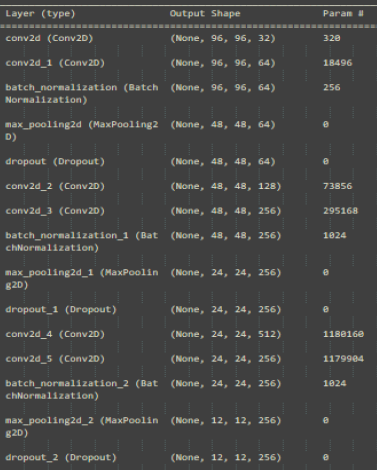 Layer (type) Output Shape Param #
conv2d (Conv2D) (None, 96, 96, 32) 320
conv2d_1 (Conv2D) (None, 96, 96, 64) 18496
batch_normalization (Batch (None, 96, 96, 64) 256
Normalization)
max_pooling2d (MaxPooling2 (None, 48, 48, 64) 0
D)
dropout (Dropout) (None, 48, 48, 64) 0
conv2d_2 (Conv2D) (None, 48, 48, 128) 73856
conv2d_3 (Conv2D) (None, 48, 48, 256) 295168
batch_normalization_1 (Bat (None, 48, 48, 256) 1024
chNormalization)
max_pooling2d_1 (MaxPoolin (None, 24, 24, 256) 0
g2D)
dropout_1 (Dropout) (None, 24, 24, 256) 0
conv2d_4 (Conv2D) (None, 24, 24, 512) 1180160
conv2d_5 (Conv2D) (None, 24, 24, 256) 1179904
batch_normalization_2 (Bat (None, 24, 24, 256) 1024
chNormalization)
max_pooling2d_2 (MaxPoolin (None, 12, 12, 256) 0
g2D)
dropout_2 (Dropout) (None, 12, 12, 256) 0